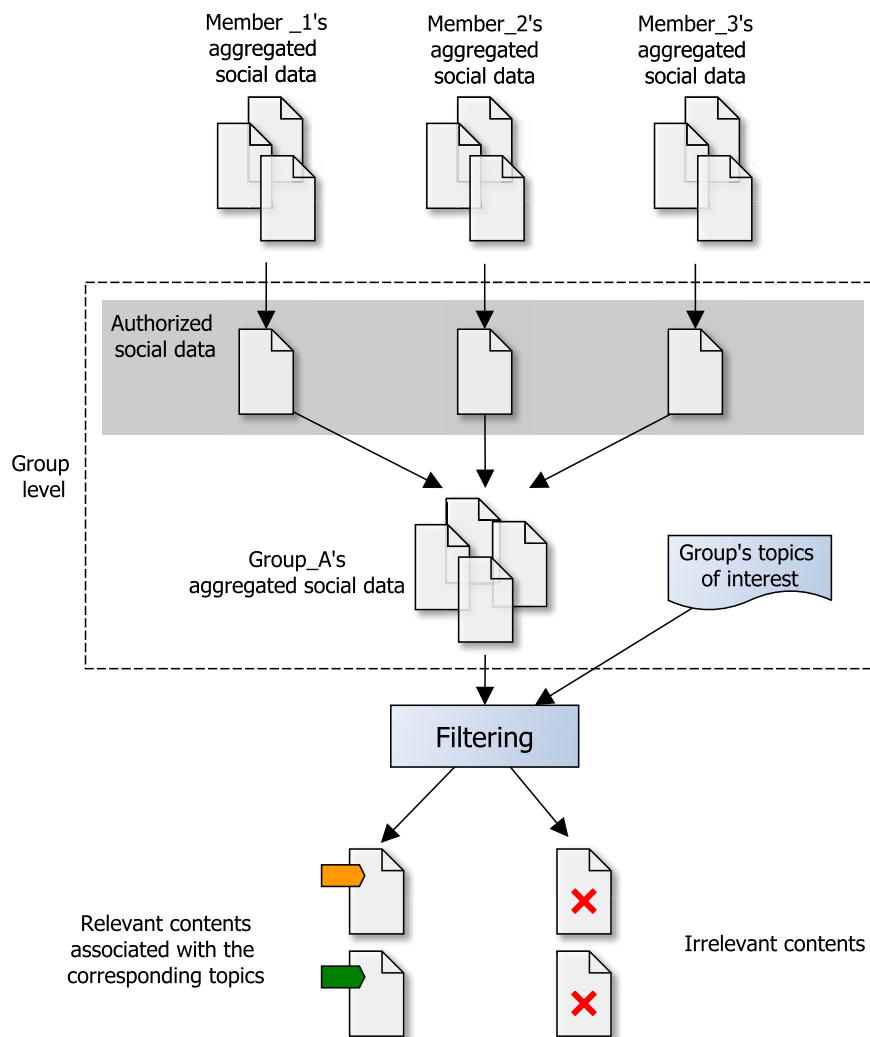 Member _1's
aggregated
social data
Member_2's
aggregated
social data
Member_3's
aggregated
social data
Authorized
social data
Group
level
Group_A's
aggregated social data
Group's topics
of interest
Filtering
Relevant contents
associated with the
corresponding topics
Irrelevant contents